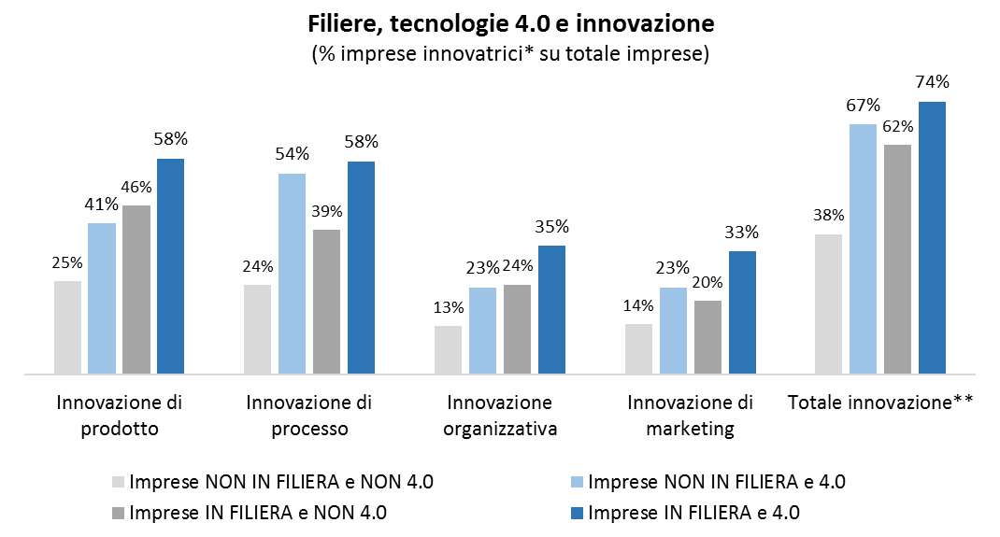 Filiere, tecnologie 4.0 e innovazione
(% imprese innovatrici* su totale imprese)
25%
41%
46%
58%
24%
54%
39%
58%
13%
23%
24%
35%
14%
23%
20%
33%
38%
67%
62%
74%
Innovazione di
prodotto
Innovazione di
processo
Innovazione
organizzativa
Innovazione di
marketing
Totale innovazione**
Imprese NON IN FILIERA e NON 4.0
Imprese NON IN FILIERA e 4.0
Imprese IN FILIERA e NON 4.0
Imprese IN FILIERA e 4.0